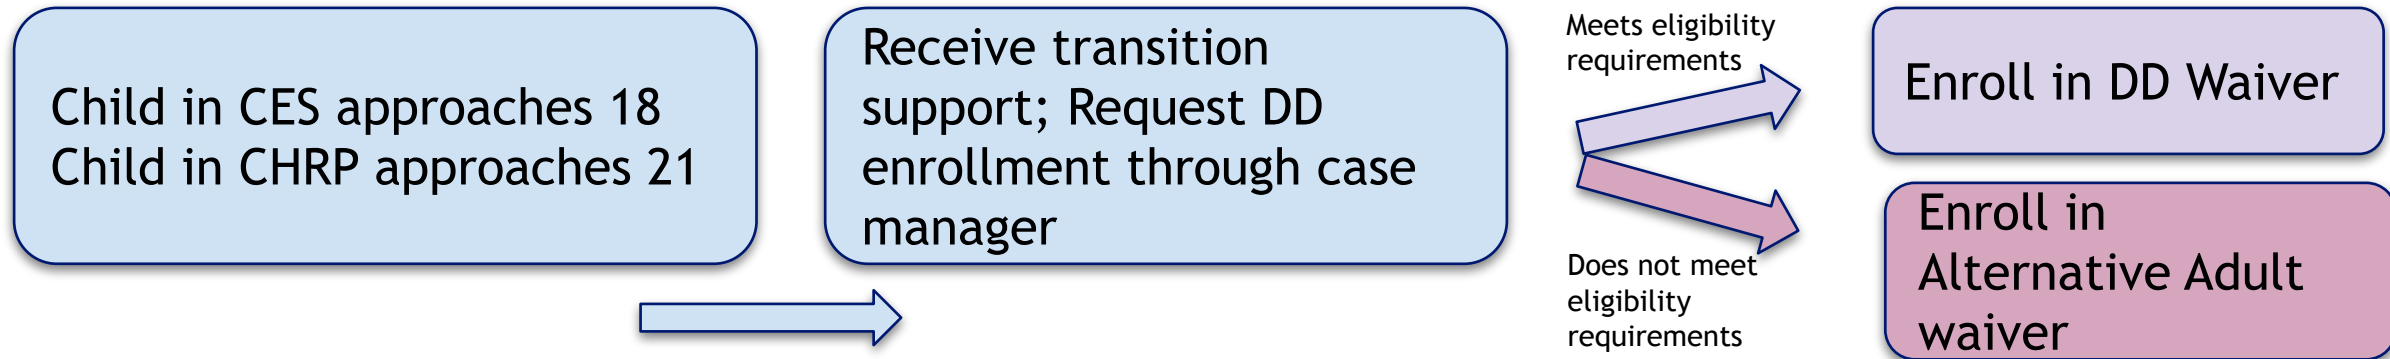 Child in CES approaches 18
Child in CHRP approaches 21
Receive transition
support; Request DD
enrollment through case
manager
Meets eligibility
requirements
Enroll in DD Waiver
Does not meet
eligibility
requirements
Enroll in
Alternative Adult
waiver